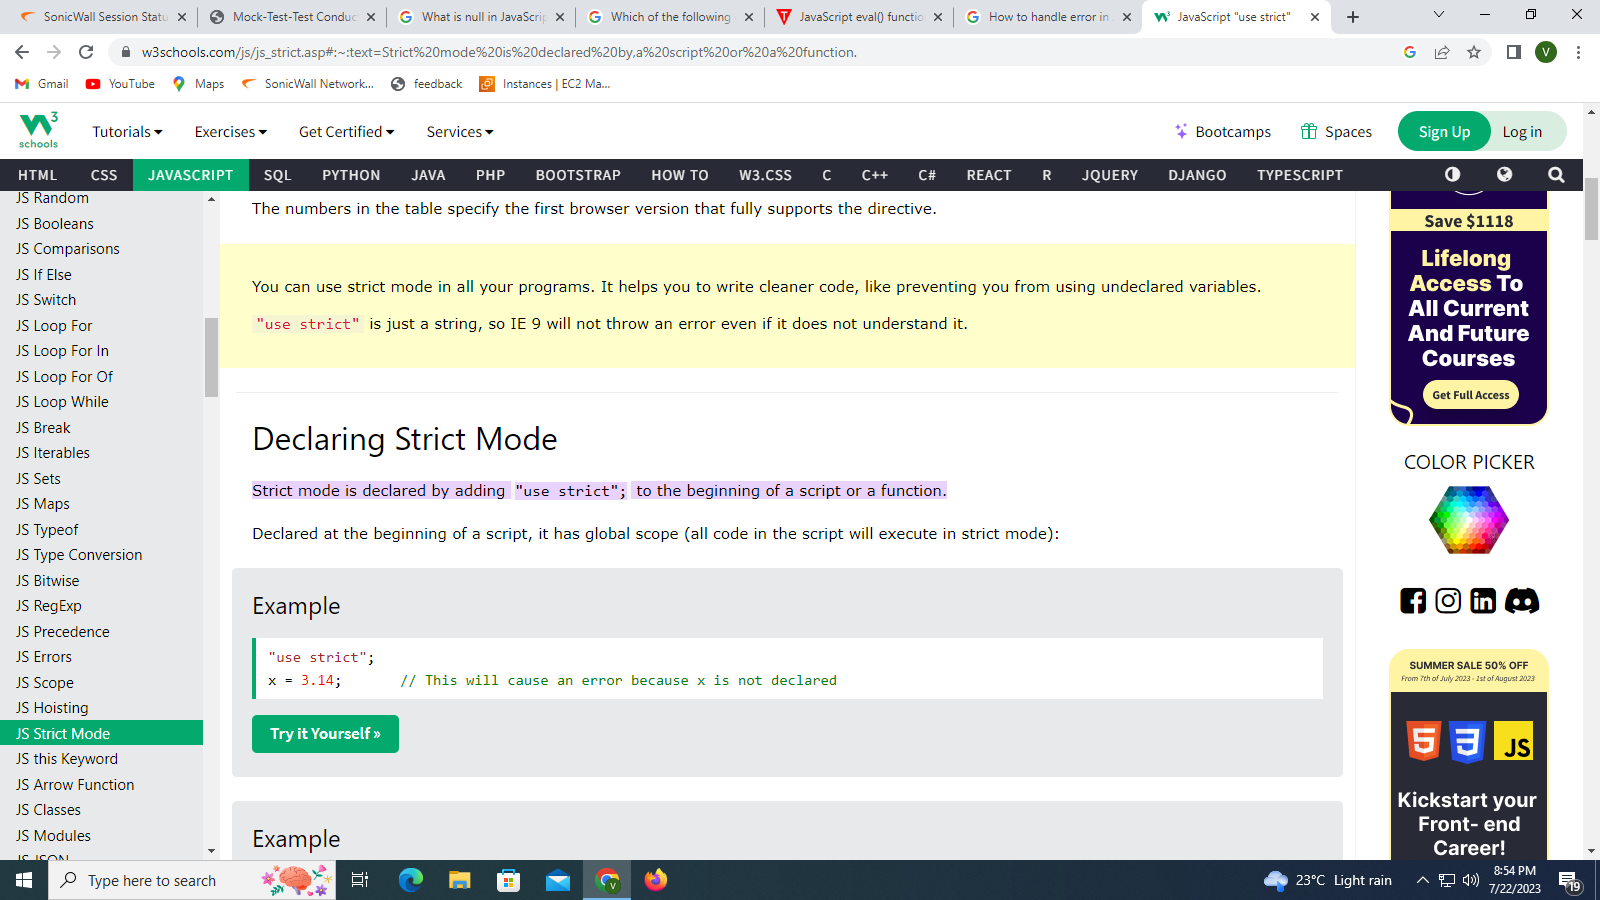 SonicWall Session Statu
Mock-Test-Test Conduc
What is null in JavaScrip
Which of the following
JavaScript eval() functio
How to handle error in
JavaScript "use strict"
w3schools.com/js/js_strict.asp#:~:text=Strict%20mode%20is%20declared%20by,a%20script%20or%20a%20function.
V
Gmail
YouTube
Maps
SonicWall Network...
feedback
Instances | EC2 Ma...
W3
schools
Tutorials
Exercises
Get Certified
Services
Bootcamps
Spaces
Sign Up
Log in
HTML
CSS
JAVASCRIPT
SQL
PYTHON
JAVA
PHP
BOOTSTRAP
HOW TO
W3.CSS
C
C++
C#
REACT
R
JQUERY
DJANGO
TYPESCRIPT
JS Random
JS Booleans
JS Comparisons
JS If Else
JS Switch
JS Loop For
JS Loop For In
JS Loop For Of
JS Loop While
JS Break
JS Iterables
JS Sets
JS Maps
JS Typeof
JS Type Conversion
JS Bitwise
JS RegExp
JS Precedence
JS Errors
JS Scope
JS Hoisting
JS Strict Mode
JS this Keyword
JS Arrow Function
JS Classes
JS Modules
JS JSON
The numbers in the table specify the first browser version that fully supports the directive.
You can use strict mode in all your programs. It helps you to write cleaner code, like preventing you from using undeclared variables.
"use strict" is just a string, so IE 9 will not throw an error even if it does not understand it.
Declaring Strict Mode
Strict mode is declared by adding "use strict"; to the beginning of a script or a function.
Declared at the beginning of a script, it has global scope (all code in the script will execute in strict mode):
Example
"use strict";
x = 3.14; // This will cause an error because x is not declared
Try it Yourself »
Example
Save $1118
Lifelong
Access To
All Current
And Future
Courses
Get Full Access
COLOR PICKER
SUMMER SALE 50% OFF
From 7th of July 2023 - 1st of August 2023
5
3
JS
Kickstart your
Front- end
Career!
Type here to search
V
23°C Light rain
8:54 PM
7/22/2023
19